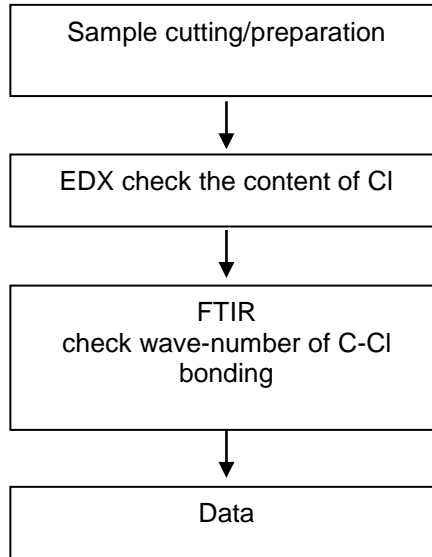 Sample cutting/preparation
EDX check the content of Cl
FTIR
check wave-number of C-Cl
bonding
Data